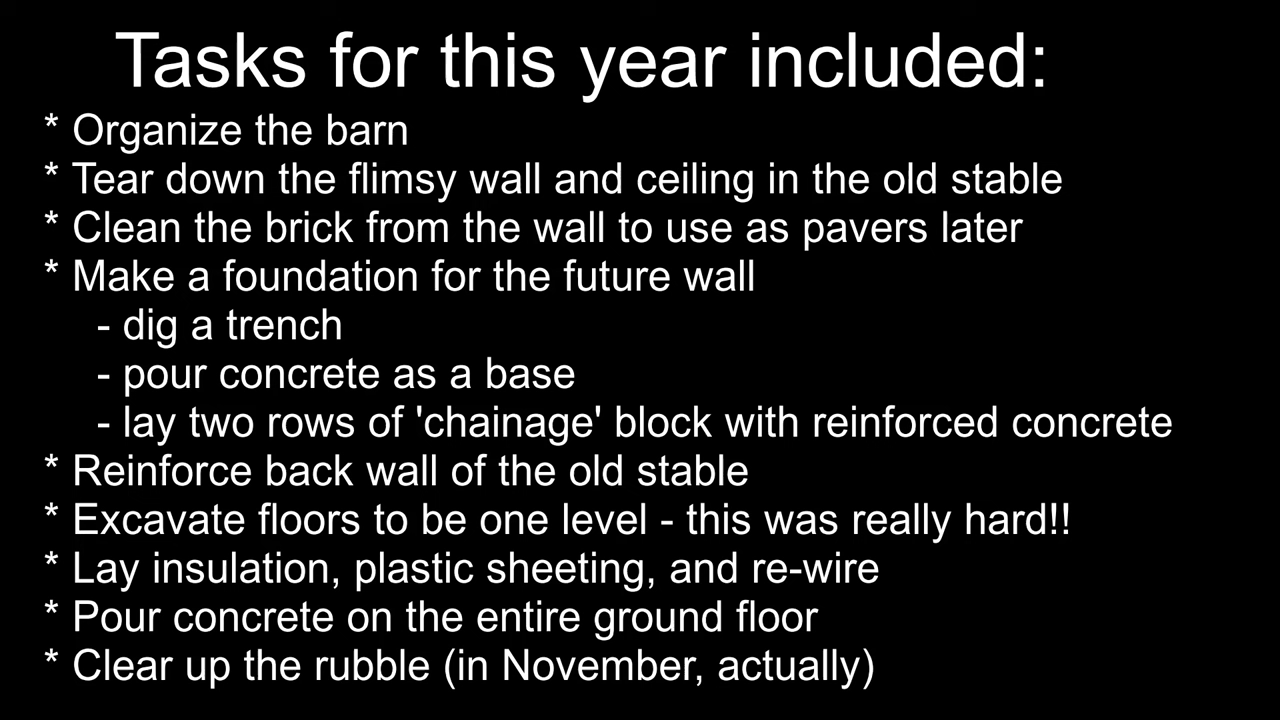 Tasks for this year included:
* Organize the barn
* Tear down the flimsy wall and ceiling in the old stable
* Clean the brick from the wall to use as pavers later
* Make a foundation for the future wall
- dig a trench
- pour concrete as a base
- lay two rows of 'chainage' block with reinforced concrete
* Reinforce back wall of the old stable
* Excavate floors to be one level - this was really hard!!
* Lay insulation, plastic sheeting, and re-wire
* Pour concrete on the entire ground floor
* Clear up the rubble (in November, actually)